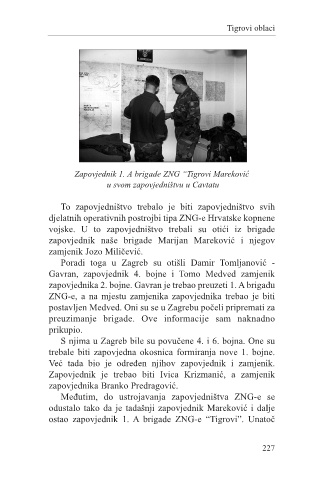 Tigrovi oblaci
Zapovjednik 1. A brigade ZNG “Tigrovi Mareković
u svom zapovjedništvu u Cavtatu
To zapovjedništvo trebalo je biti zapovjedništvo svih
djelatnih operativnih postrojbi tipa ZNG-e Hrvatske kopnene
vojske. U to zapovjedništvo trebali su otići iz brigade
zapovjednik naše brigade Marijan Mareković i njegov
zamjenik Jozo Miličević.
Poradi toga u Zagreb su otišli Damir Tomljanović -
Gavran, zapovjednik 4. bojne i Tomo Medved zamjenik
zapovjednika 2. bojne. Gavran je trebao preuzeti 1. A brigadu
ZNG-e, a na mjestu zamjenika zapovjednika trebao je biti
postavljen Medved. Oni su se u Zagrebu počeli pripremati za
preuzimanje brigade. Ove informacije sam naknadno
prikupio.
S njima u Zagreb bile su povučene 4. i 6. bojna. One su
trebale biti zapovjedna okosnica formiranja nove 1. bojne.
Već tada bio je određen njihov zapovjednik i zamjenik.
Zapovjednik je trebao biti Ivica Krizmanić, a zamjenik
zapovjednika Branko Predragović.
Međutim, do ustrojavanja zapovjedništva ZNG-e se
odustalo tako da je tadašnji zapovjednik Mareković i dalje
ostao zapovjednik 1. A brigade ZNG-e “Tigrovi”. Unatoč
227